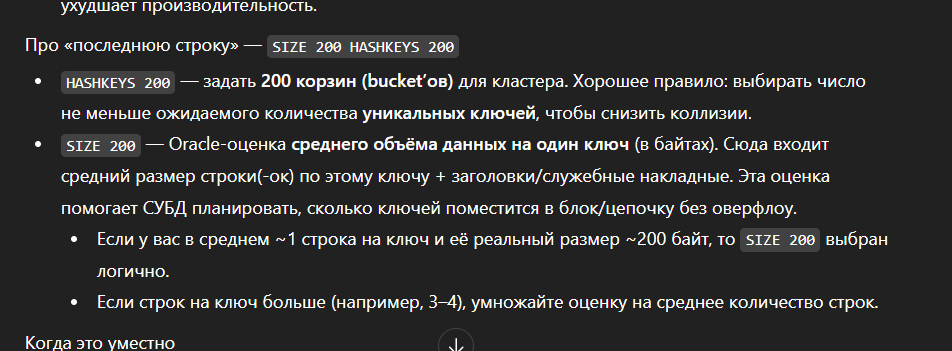 ухудшает производительность.
Про «последнюю строку» — SIZE 200 HASHKEYS 200
• HASHKEYS 200 — задать 200 корзин (bucket’ов) для кластера. Хорошее правило: выбирать число
не меньше ожидаемого количества уникальных ключей, чтобы снизить коллизии.
• SIZE 200 — Oracle-оценка среднего объёма данных на один ключ (в байтах). Сюда входит
средний размер строки(-ок) по этому ключу + заголовки/служебные накладные. Эта оценка
помогает СУБД планировать, сколько ключей поместится в блок/цепочку без оверфлоу.
• Если у вас в среднем ~1 строка на ключ и её реальный размер ~200 байт, то SIZE 200 выбран
логично.
• Если строк на ключ больше (например, 3–4), умножайте оценку на среднее количество строк.
Когда это уместно